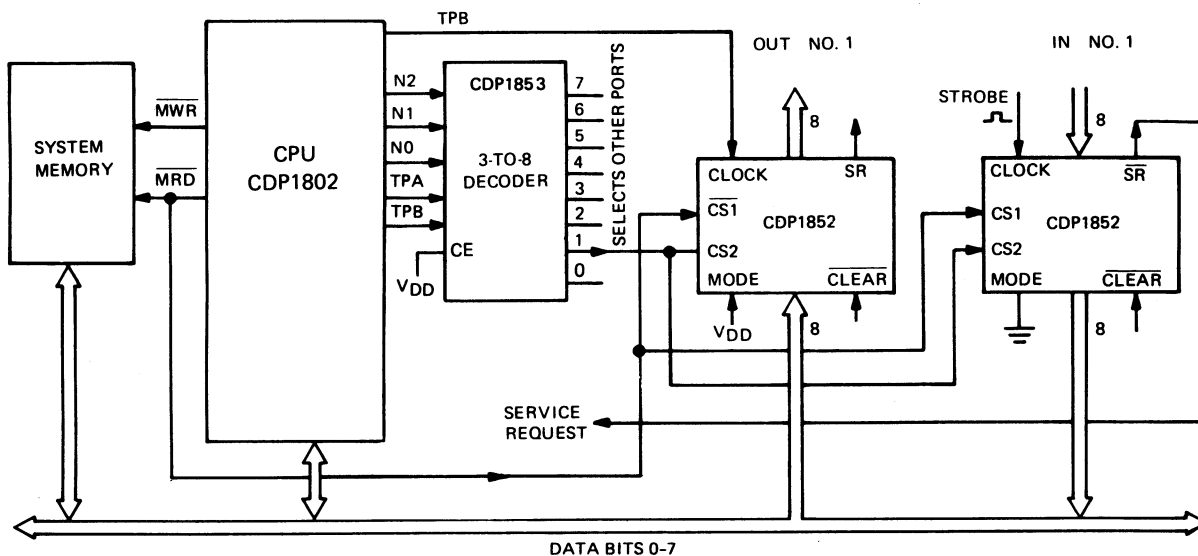 TPB
OUT NO. 1
IN NO. 1
SYSTEM
MEMORY
MWR
MRD
CPU
CDP1802
N2
N1
N0
TPA
TPB
CDP1853
3-TO-8
DECODER
CE
VDD
7
6
5
4
3
2
1
0
SELECTS OTHER PORTS
8
SR
CLOCK
CS1
CDP1852
CS2
MODE
CLEAR
VDD
8
STROBE
8
SR
CLOCK
CS1
CDP1852
CS2
MODE
CLEAR
8
SERVICE
REQUEST
DATA BITS 0-7